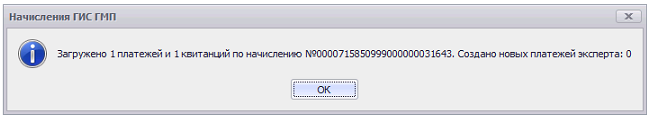 Начисления ГИС ГМП
Загружено 1 платежей и 1 квитанций по начислению №0000715850999000000031643. Создано новых платежей эксперта: 0
OK